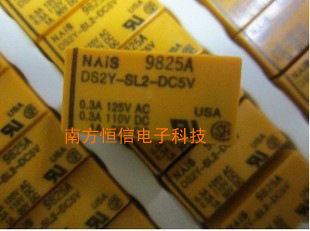 NAiS 9825A
DS2Y-SL2-DC5V
0.3A 125V AC
0.3A 110V DC
USA
南方恒信电子科技